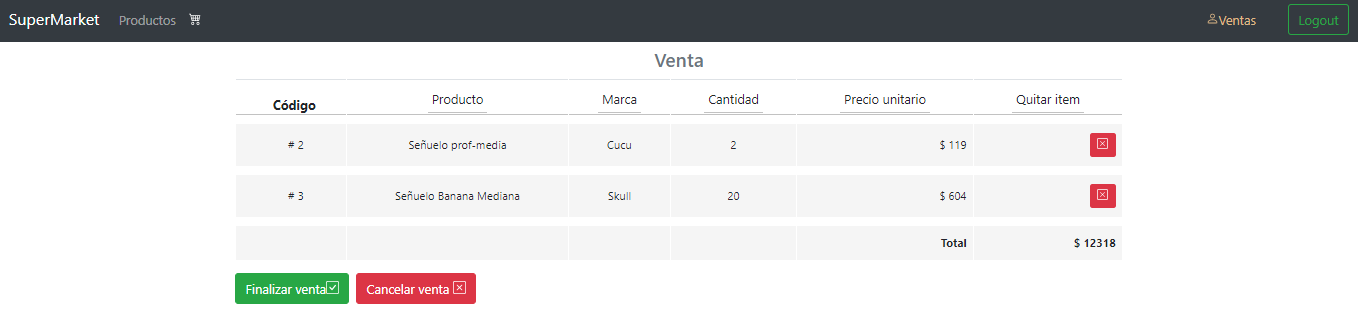 SuperMarket Productos Ventas Logout
Venta
Código Producto Marca Cantidad Precio unitario Quitar item
# 2 Señuelo prof-media Cucu 2 $ 119
# 3 Señuelo Banana Mediana Skull 20 $ 604
Total $ 12318
Finalizar venta Cancelar venta